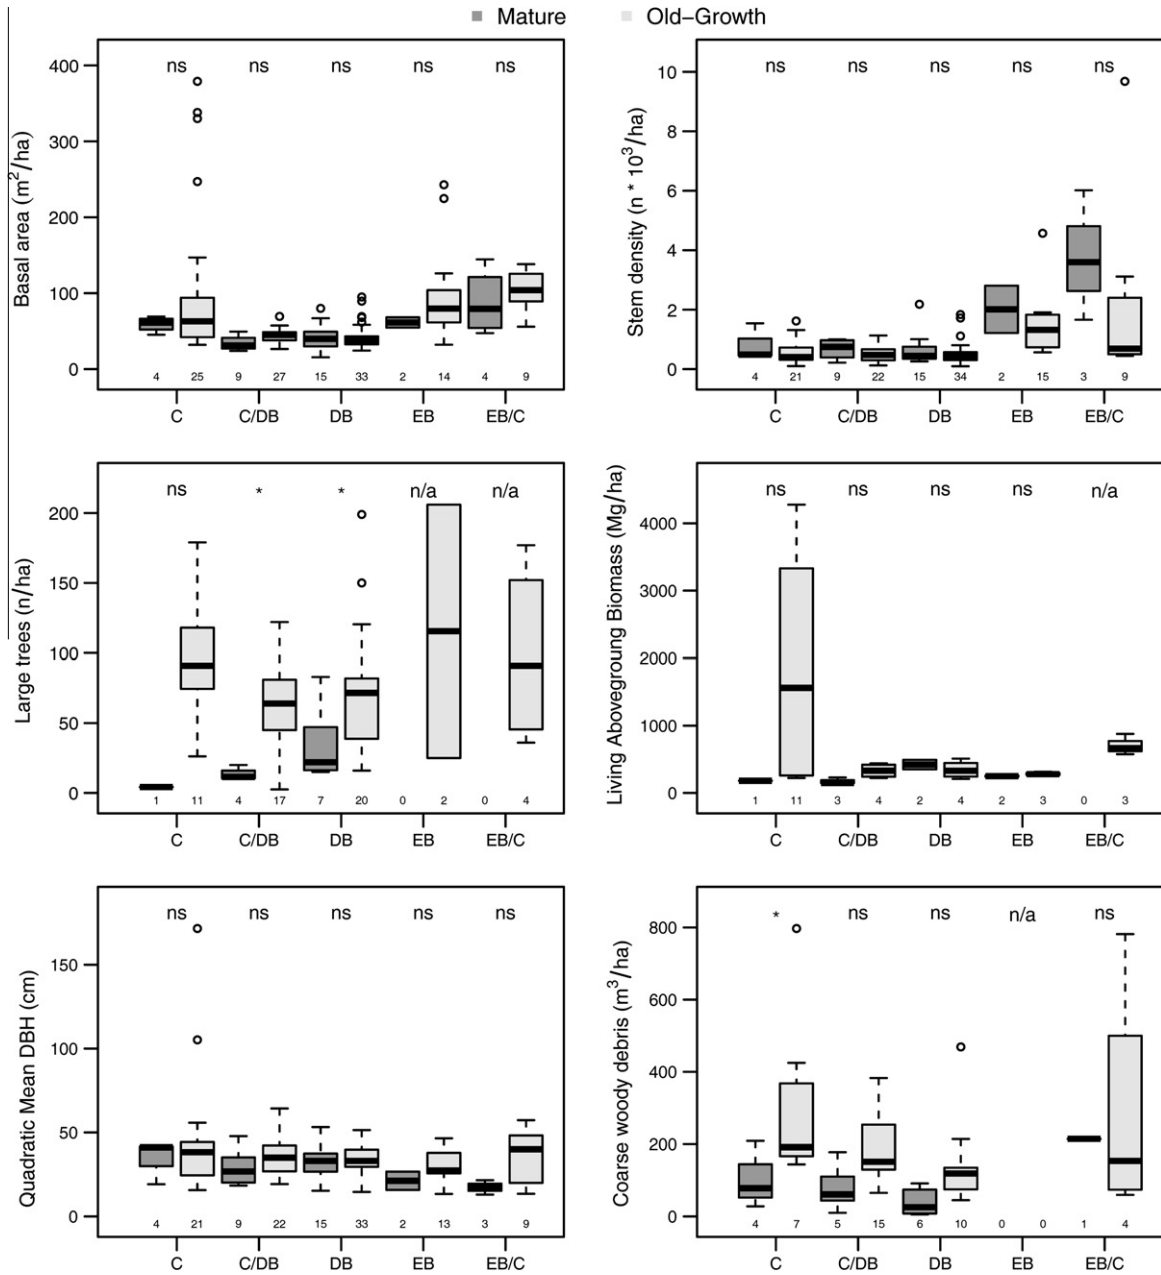 Mature Old-Growth
Basal area (m²/ha)
400
300
200
100
0
ns ns ns ns ns
4 25 9 27 15 33 2 14 4 9
C C/DB DB EB EB/C
Stem density (n * 10³/ha)
10
8
6
4
2
0
ns ns ns ns ns
4 21 9 22 15 34 2 15 3 9
C C/DB DB EB EB/C
Large trees (n/ha)
200
150
100
50
0
ns * * n/a n/a
1 11 4 17 7 20 0 2 0 4
C C/DB DB EB EB/C
Living Abovegroung Biomass (Mg/ha)
4000
3000
2000
1000
0
ns ns ns ns n/a
1 11 3 4 2 4 2 3 0 3
C C/DB DB EB EB/C
Quadratic Mean DBH (cm)
150
100
50
0
ns ns ns ns ns
4 21 9 22 15 33 2 13 3 9
C C/DB DB EB EB/C
Coarse woody debris (m³/ha)
800
600
400
200
0
* ns ns n/a ns
4 7 5 15 6 10 0 0 1 4
C C/DB DB EB EB/C